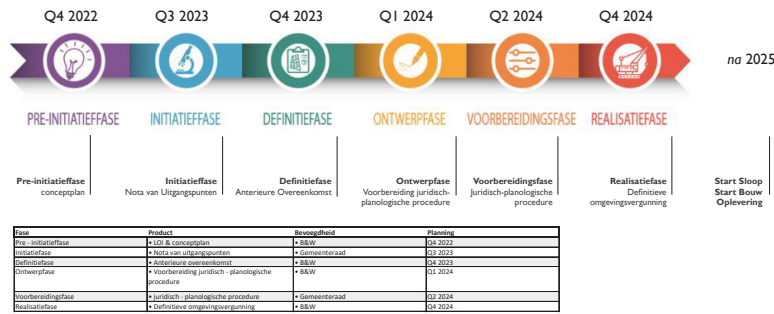 Q4 2022 Q3 2023 Q4 2023 Q1 2024 Q2 2024 Q4 2024
na 2025
PRE-INITIATIEFFASE INITIATIEFFASE DEFINITIEFASE ONTWERPFASE VOORBEREIDINGSFASE REALISATIEFASE
Pre-initiatieffase
conceptplan
Initiatieffase
Nota van Uitgangspunten
Definitiefase
Anterieure Overeenkomst
Ontwerpfase
Voorbereiding juridisch-
planologische procedure
Voorbereidingsfase
Juridisch-planologische
procedure
Realisatiefase
Definitieve
omgevingsvergunning
Start Sloop
Start Bouw
Oplevering
Fase Product Bevoegdheid Planning
Pre - initiatieffase • LOI & conceptplan • B&W Q4 2022
Initiatiefase • Nota van uitgangspunten • Gemeenteraad Q3 2023
Definitiefase • Anterieure overeenkomst • B&W Q4 2023
Ontwerpfase • Voorbereiding juridisch - planologische • B&W Q1 2024
procedure
Voorbereidingsfase • juridisch - planologische procedure • Gemeenteraad Q2 2024
Realisatiefase • Definitieve omgevingsvergunning • B&W Q4 2024